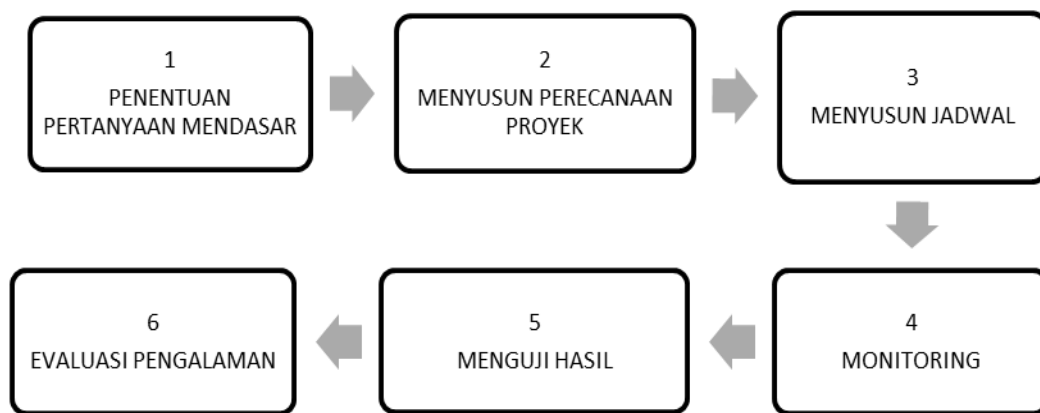 1
PENENTUAN
PERTANYAAN MENDASAR
2
MENYUSUN PERECANAAN
PROYEK
3
MENYUSUN JADWAL
4
MONITORING
5
MENGUJI HASIL
6
EVALUASI PENGALAMAN